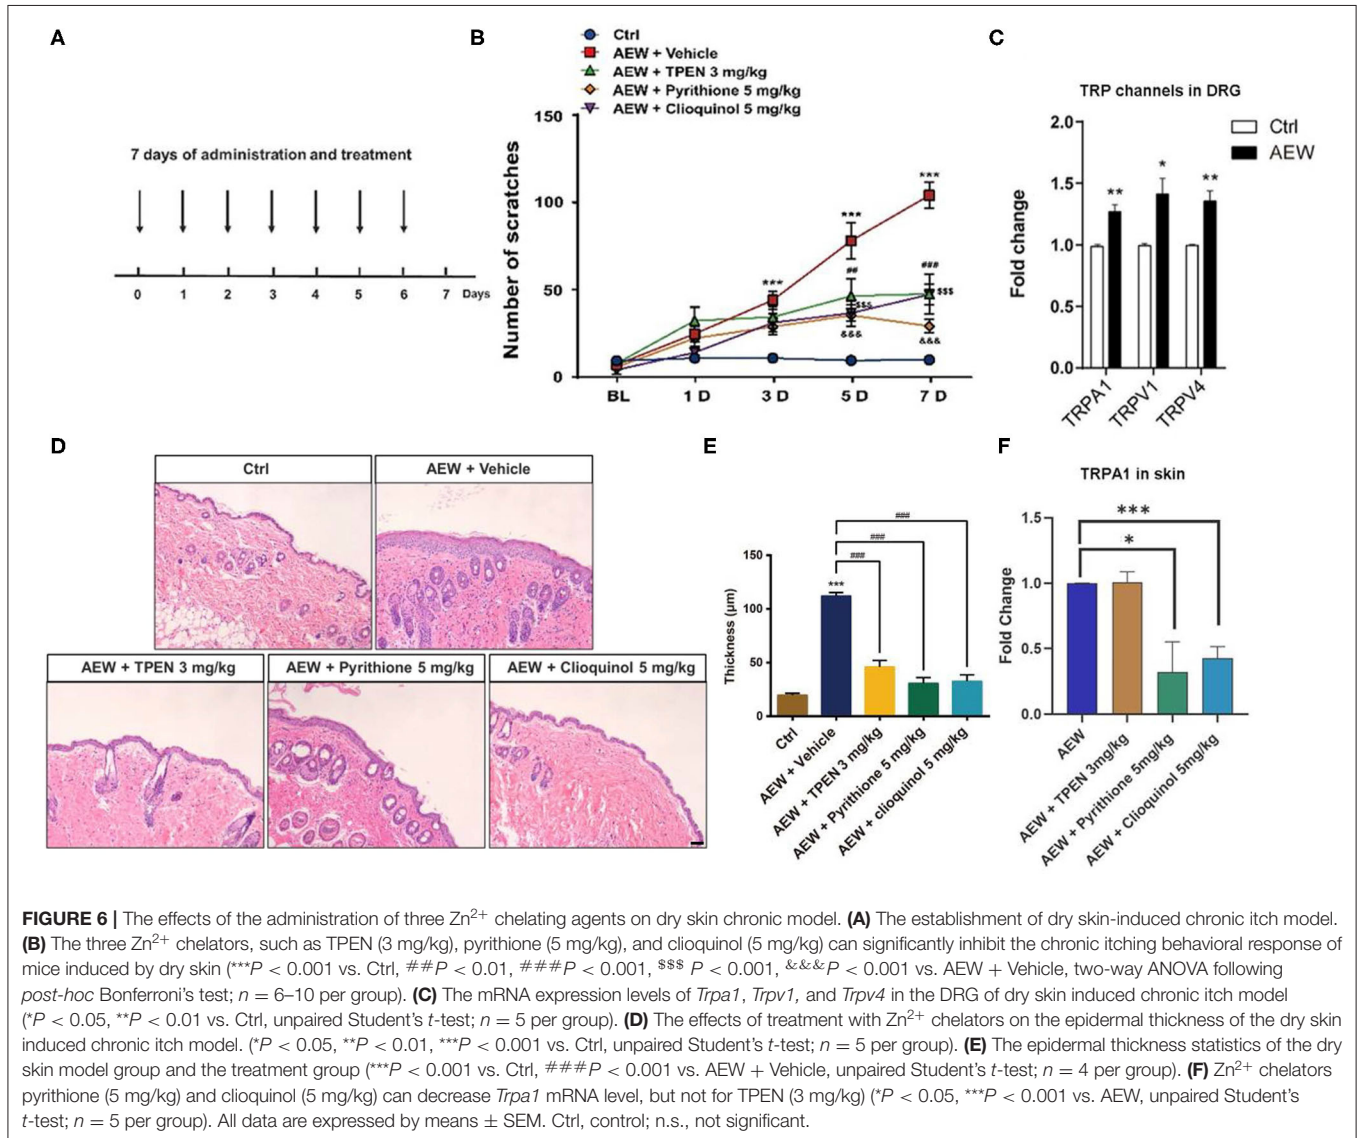 A
7 days of administration and treatment
0 1 2 3 4 5 6 7 Days
B
Ctrl
AEW + Vehicle
AEW + TPEN 3 mg/kg
AEW + Pyrithione 5 mg/kg
AEW + Clioquinol 5 mg/kg
Number of scratches
150
100
50
0
BL 1 D 3 D 5 D 7 D
***
***
***
##
###
$$$
$$$
&&&
&&&
C
TRP channels in DRG
Ctrl
AEW
Fold change
2.0
1.5
1.0
0.5
0.0
** * **
TRPA1 TRPV1 TRPV4
D
Ctrl
AEW + Vehicle
AEW + TPEN 3 mg/kg
AEW + Pyrithione 5 mg/kg
AEW + Clioquinol 5 mg/kg
E
Thickness (μm)
150
100
50
0
###
###
###
***
Ctrl
AEW + Vehicle
AEW + TPEN 3 mg/kg
AEW + Pyrithione 5 mg/kg
AEW + clioquinol 5 mg/kg
F
TRPA1 in skin
Fold Change
1.5
1.0
0.5
0.0
***
*
AEW
AEW + TPEN 3mg/kg
AEW + Pyrithione 5mg/kg
AEW + Clioquinol 5mg/kg
FIGURE 6 | The effects of the administration of three Zn²⁺ chelating agents on dry skin chronic model. (A) The establishment of dry skin-induced chronic itch model.
(B) The three Zn²⁺ chelators, such as TPEN (3 mg/kg), pyrithione (5 mg/kg), and clioquinol (5 mg/kg) can significantly inhibit the chronic itching behavioral response of
mice induced by dry skin (***P < 0.001 vs. Ctrl, ##P < 0.01, ###P < 0.001, $$$ P < 0.001, &&&P < 0.001 vs. AEW + Vehicle, two-way ANOVA following
post-hoc Bonferroni's test; n = 6–10 per group). (C) The mRNA expression levels of Trpa1, Trpv1, and Trpv4 in the DRG of dry skin induced chronic itch model
(*P < 0.05, **P < 0.01 vs. Ctrl, unpaired Student's t-test; n = 5 per group). (D) The effects of treatment with Zn²⁺ chelators on the epidermal thickness of the dry skin
induced chronic itch model. (*P < 0.05, **P < 0.01, ***P < 0.001 vs. Ctrl, unpaired Student's t-test; n = 5 per group). (E) The epidermal thickness statistics of the dry
skin model group and the treatment group (***P < 0.001 vs. Ctrl, ###P < 0.001 vs. AEW + Vehicle, unpaired Student's t-test; n = 4 per group). (F) Zn²⁺ chelators
pyrithione (5 mg/kg) and clioquinol (5 mg/kg) can decrease Trpa1 mRNA level, but not for TPEN (3 mg/kg) (*P < 0.05, ***P < 0.001 vs. AEW, unpaired Student's
t-test; n = 5 per group). All data are expressed by means ± SEM. Ctrl, control; n.s., not significant.